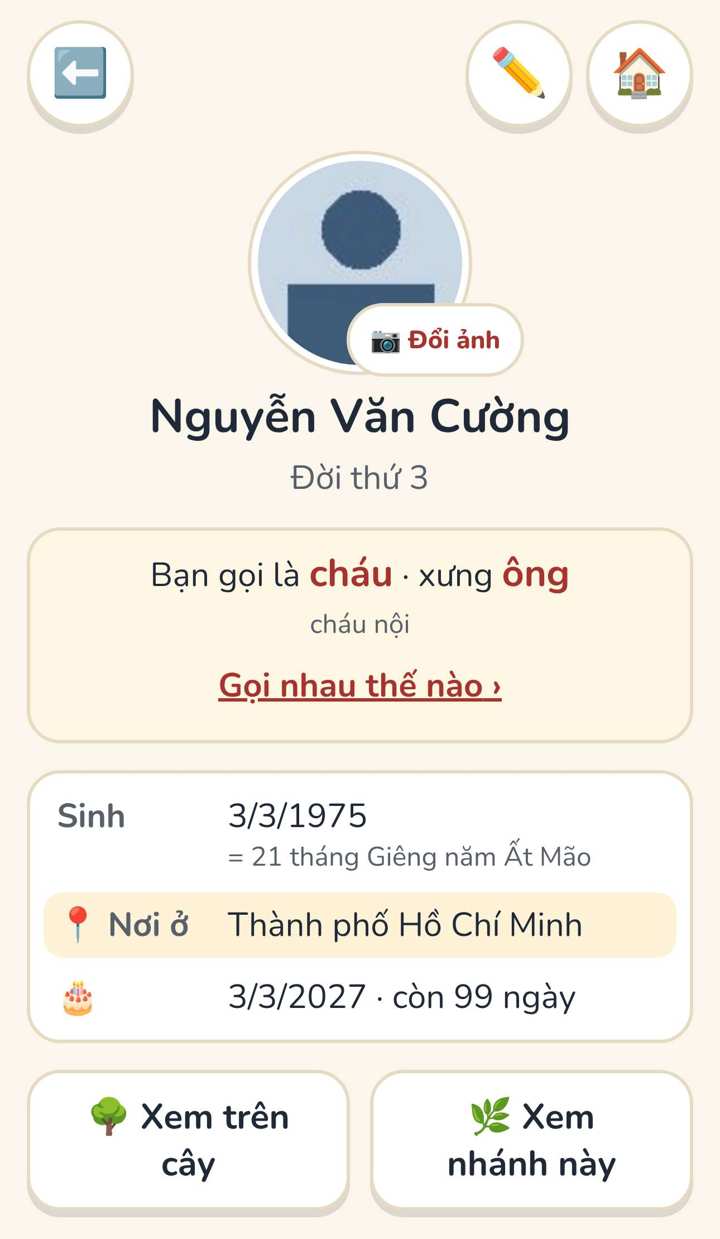 Đổi ảnh
Nguyễn Văn Cường
Đời thứ 3
Bạn gọi là cháu · xưng ông
cháu nội
Gọi nhau thế nào ›
Sinh 3/3/1975
= 21 tháng Giêng năm Ất Mão
Nơi ở Thành phố Hồ Chí Minh
3/3/2027 · còn 99 ngày
Xem trên
cây
Xem
nhánh này